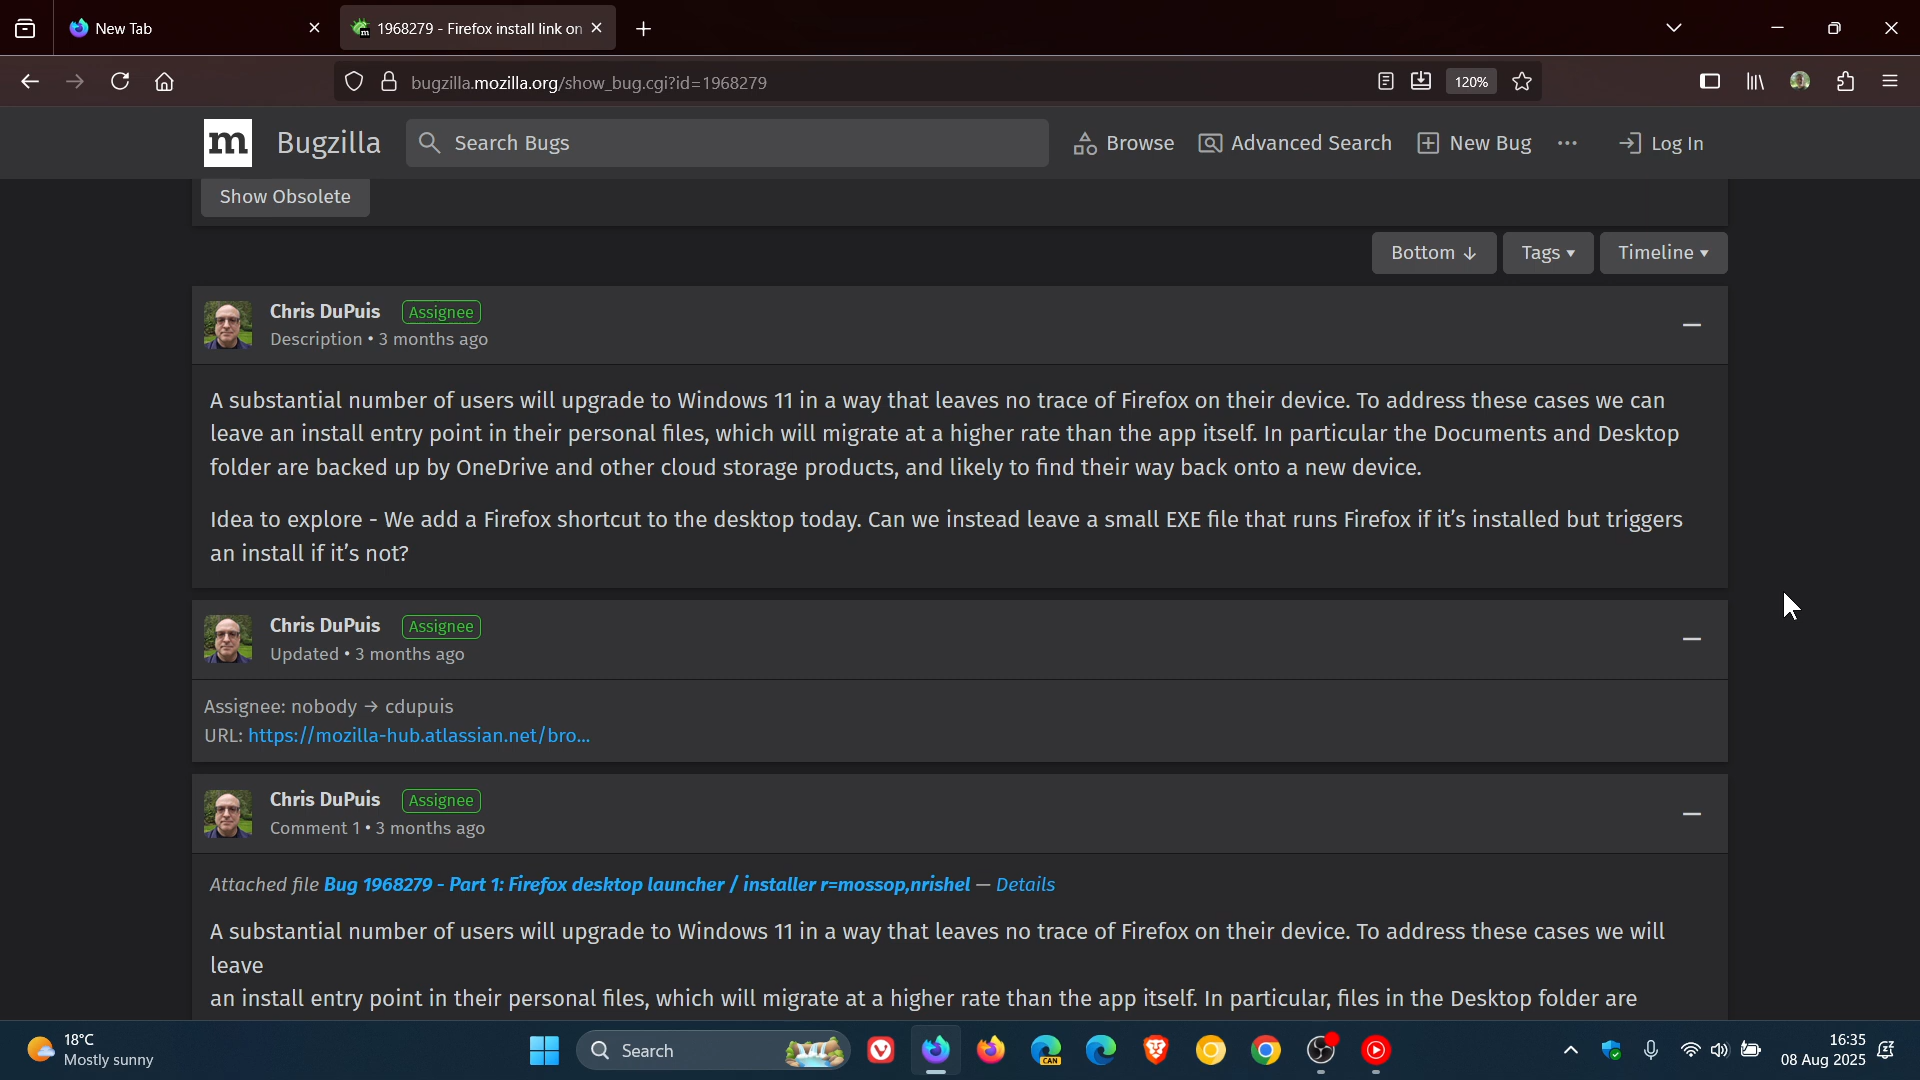 New Tab
1968279 - Firefox install link on
bugzilla.mozilla.org/show_bug.cgi?id=1968279
120%
m
Bugzilla
Search Bugs
Browse
Advanced Search
New Bug
Log In
Show Obsolete
Bottom ↓
Tags ▾
Timeline ▾
Chris DuPuis Assignee
Description • 3 months ago
A substantial number of users will upgrade to Windows 11 in a way that leaves no trace of Firefox on their device. To address these cases we can
leave an install entry point in their personal files, which will migrate at a higher rate than the app itself. In particular the Documents and Desktop
folder are backed up by OneDrive and other cloud storage products, and likely to find their way back onto a new device.
Idea to explore - We add a Firefox shortcut to the desktop today. Can we instead leave a small EXE file that runs Firefox if it's installed but triggers
an install if it's not?
Chris DuPuis Assignee
Updated • 3 months ago
Assignee: nobody → cdupuis
URL: https://mozilla-hub.atlassian.net/bro...
Chris DuPuis Assignee
Comment 1 • 3 months ago
Attached file Bug 1968279 - Part 1: Firefox desktop launcher / installer r=mossop,nrishel — Details
A substantial number of users will upgrade to Windows 11 in a way that leaves no trace of Firefox on their device. To address these cases we will
leave
an install entry point in their personal files, which will migrate at a higher rate than the app itself. In particular, files in the Desktop folder are
18°C
Mostly sunny
Search
CAN
16:35
08 Aug 2025